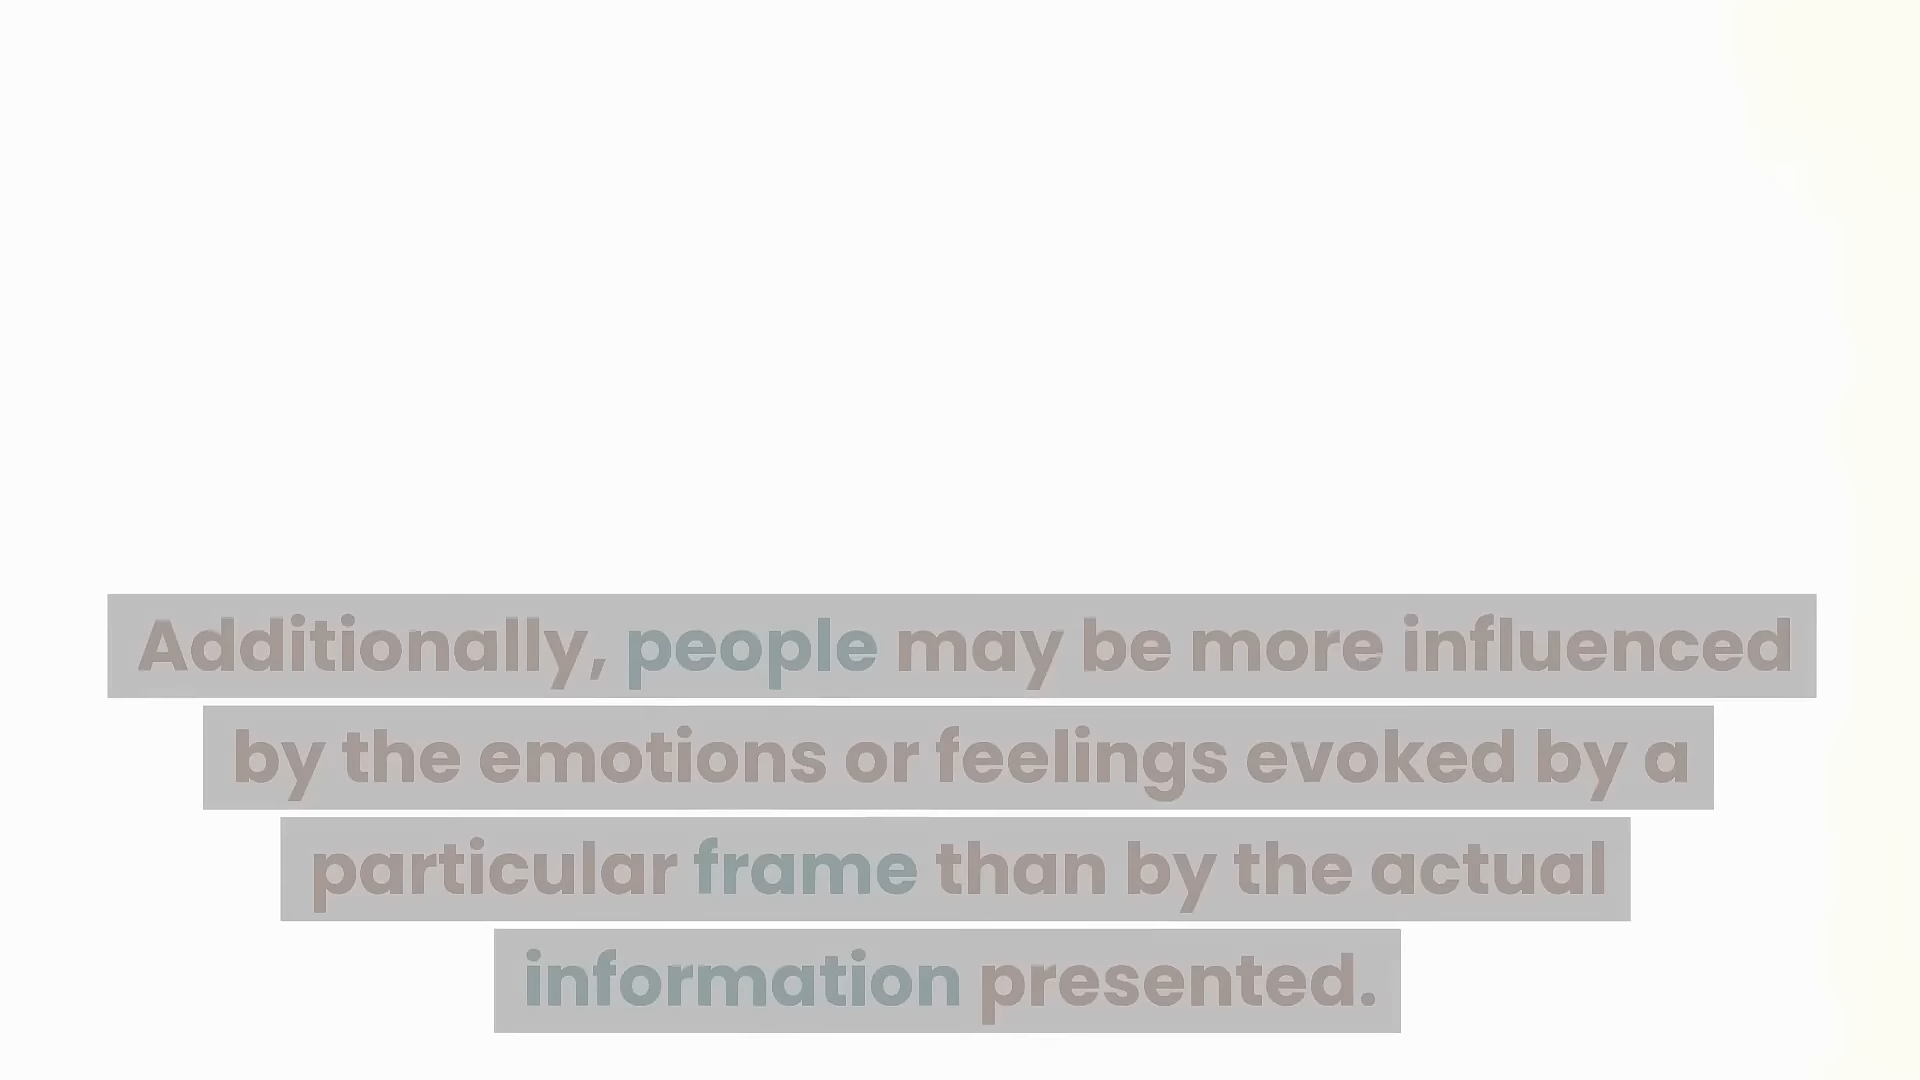 Additionally, people may be more influenced
by the emotions or feelings evoked by a
particular frame than by the actual
information presented.